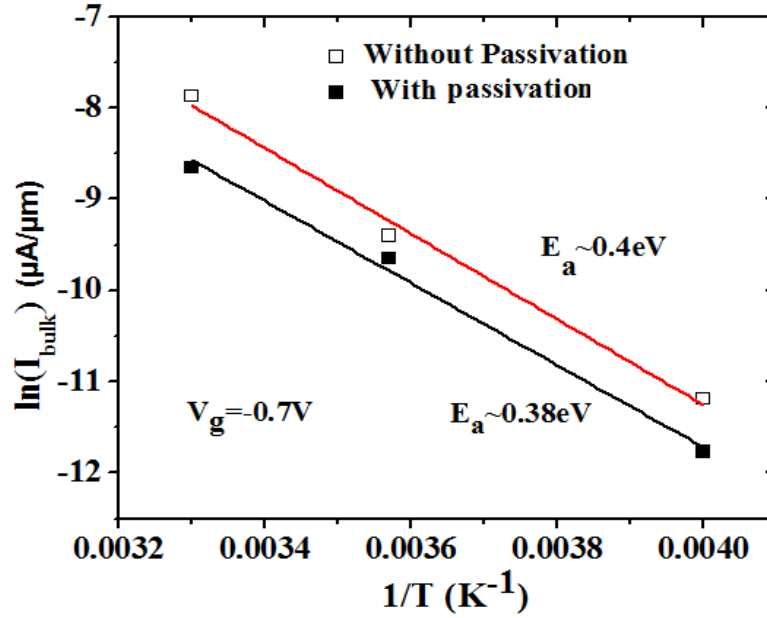 -7
-8
-9
-10
-11
-12
ln(I_bulk) (μA/μm)
Without Passivation
With passivation
E_a~0.4eV
V_g=-0.7V
E_a~0.38eV
0.0032 0.0034 0.0036 0.0038 0.0040
1/T (K^-1)